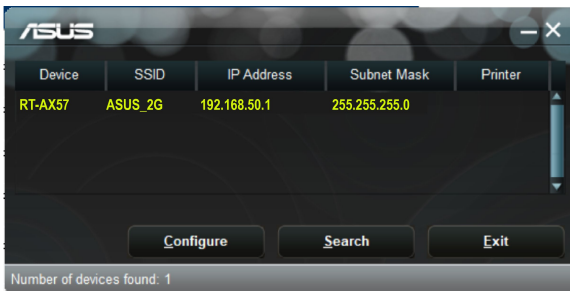 ASUS
Device SSID IP Address Subnet Mask Printer
RT-AX57 ASUS_2G 192.168.50.1 255.255.255.0
Configure Search Exit
Number of devices found: 1